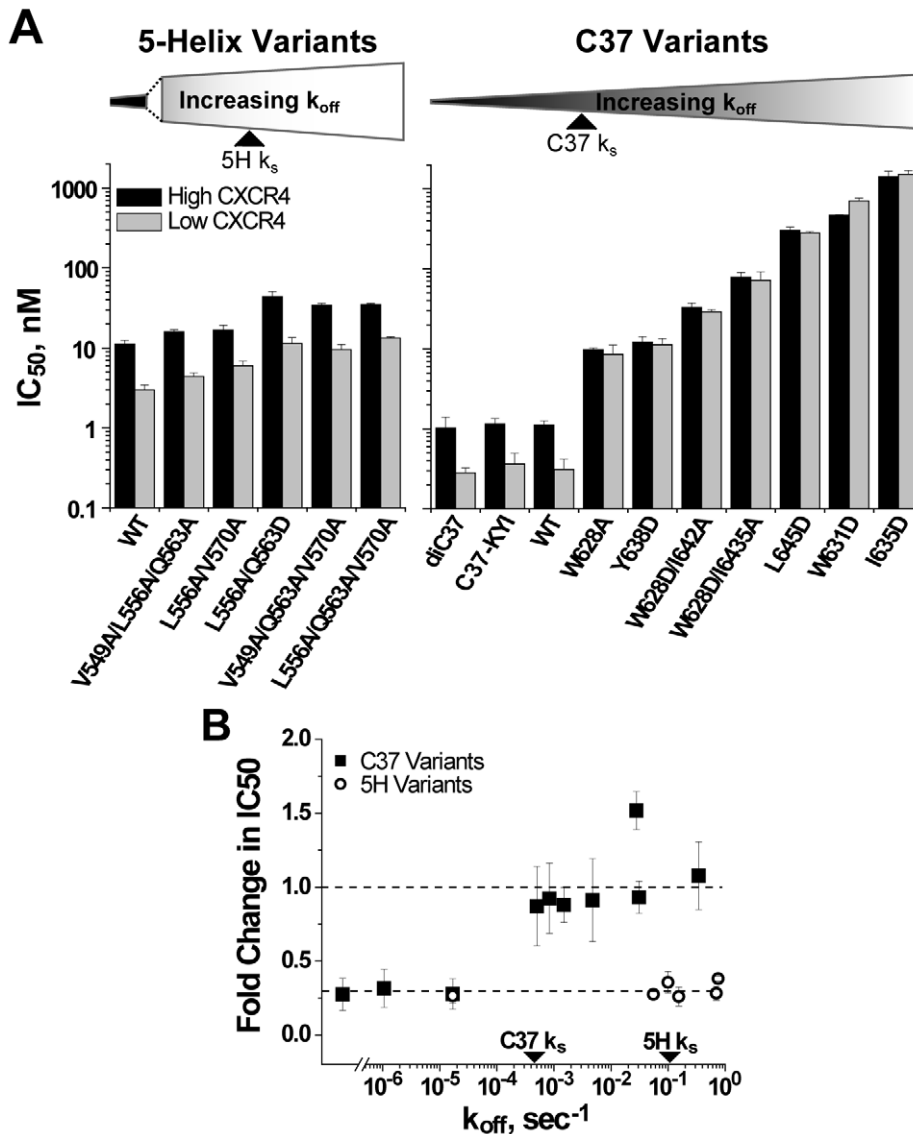 A
5-Helix Variants
C37 Variants
Increasing koff
Increasing koff
5H ks
C37 ks
High CXCR4
Low CXCR4
IC50, nM
1000
100
10
1
0.1
WT
V549A/L556A/Q563A
L556A/V570A
L556A/Q563D
V549A/Q563A/V570A
L556A/Q563A/V570A
diC37
C37-KYI
WT
W628A
Y638D
W628D/I642A
W628D/I6435A
L645D
W631D
I635D
B
C37 Variants
5H Variants
Fold Change in IC50
2.0
1.5
1.0
0.5
0.0
C37 ks
5H ks
10-6 10-5 10-4 10-3 10-2 10-1 100
koff, sec-1